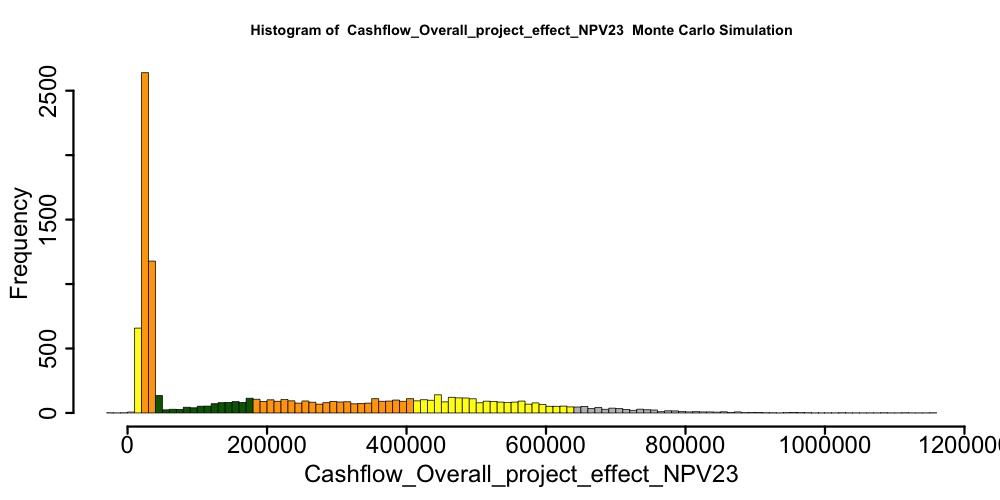 Histogram of  Cashflow_Overall_project_effect_NPV23  Monte Carlo Simulation
2500
1500
500
0
Frequency
0 200000 400000 600000 800000 1000000 1200000
Cashflow_Overall_project_effect_NPV23